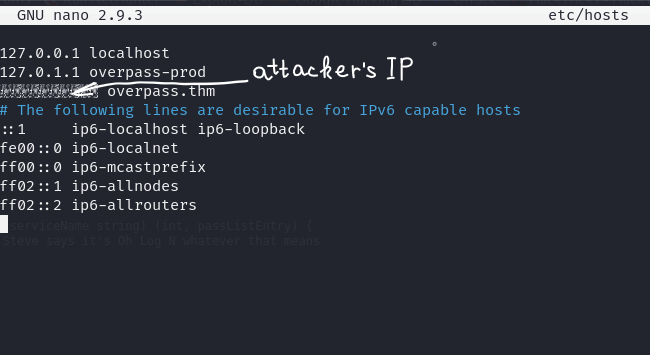 GNU nano 2.9.3 etc/hosts
127.0.0.1 localhost
127.0.1.1 overpass-prod
attacker's IP
overpass.thm
# The following lines are desirable for IPv6 capable hosts
::1 ip6-localhost ip6-loopback
fe00::0 ip6-localnet
ff00::0 ip6-mcastprefix
ff02::1 ip6-allnodes
ff02::2 ip6-allrouters
serviceName string) (int, passListEntry) {
Steve says it's Oh Log N whatever that means